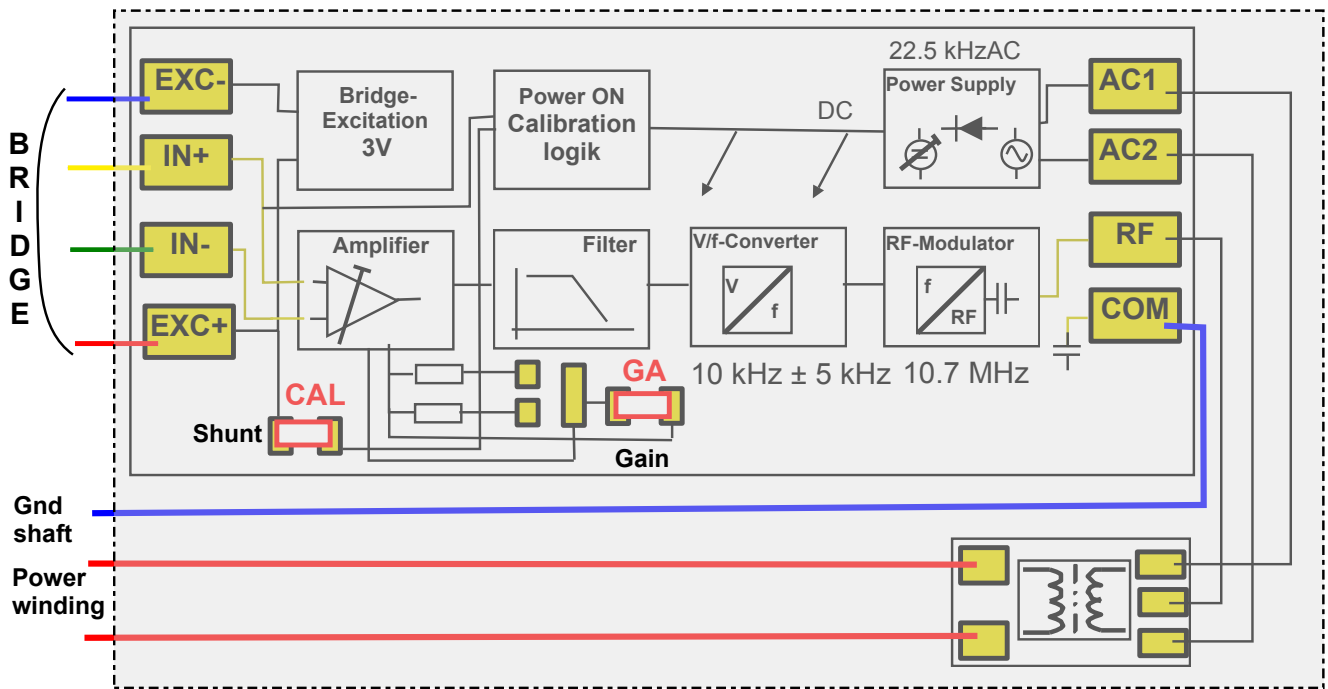 22.5 kHzAC
EXC-
Bridge-
Excitation
3V
Power ON
Calibration
logik
DC
Power Supply
AC1
B
R
I
D
G
E
IN+
AC2
IN-
Amplifier
Filter
V/f-Converter
V
f
RF-Modulator
f
RF
RF
EXC+
COM
10 kHz ± 5 kHz
10.7 MHz
CAL
GA
Shunt
Gain
Gnd
shaft
Power
winding